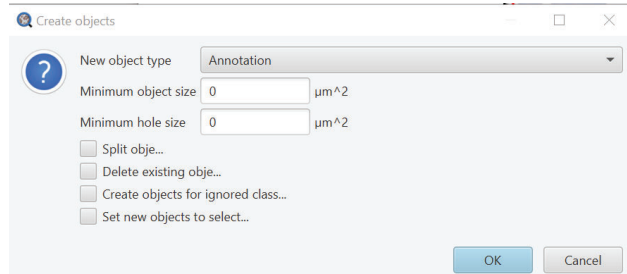 Create objects
New object type Annotation
Minimum object size 0 µm^2
Minimum hole size 0 µm^2
Split obje...
Delete existing obje...
Create objects for ignored class...
Set new objects to select...
OK Cancel